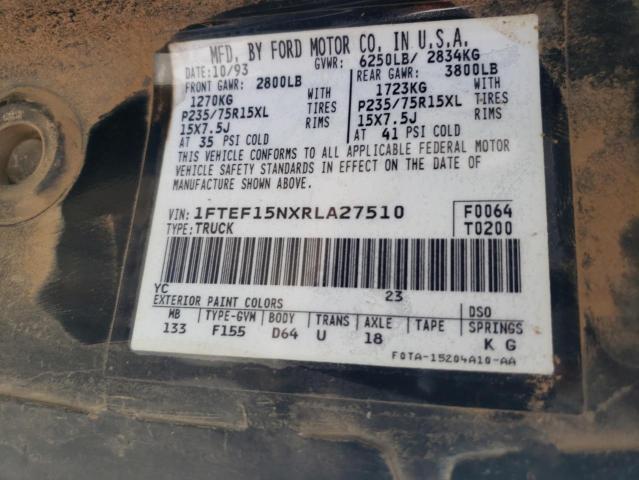 MFD. BY FORD MOTOR CO. IN U.S.A.
DATE: 10/93 GVWR: 6250LB/ 2834KG
FRONT GAWR: 2800LB REAR GAWR: 3800LB
1270KG WITH 1723KG WITH
P235/75R15XL TIRES P235/75R15XL TIRES
15X7.5J RIMS 15X7.5J RIMS
AT 35 PSI COLD AT 41 PSI COLD
THIS VEHICLE CONFORMS TO ALL APPLICABLE FEDERAL MOTOR
VEHICLE SAFETY STANDARDS IN EFFECT ON THE DATE OF
MANUFACTURE SHOWN ABOVE.
VIN: 1FTEF15NXRLA27510 F0064
TYPE: TRUCK T0200
YC 23
EXTERIOR PAINT COLORS DSO
WB TYPE-GVM BODY TRANS AXLE TAPE SPRINGS
133 F155 D64 U 18 K G
F0TA-15204A10-AA